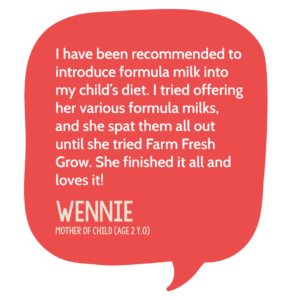 I have been recommended to
introduce formula milk into
my child's diet. I tried offering
her various formula milks,
and she spat them all out
until she tried Farm Fresh
Grow. She finished it all and
loves it!
WENNIE
MOTHER OF CHILD (AGE 2 Y.O)